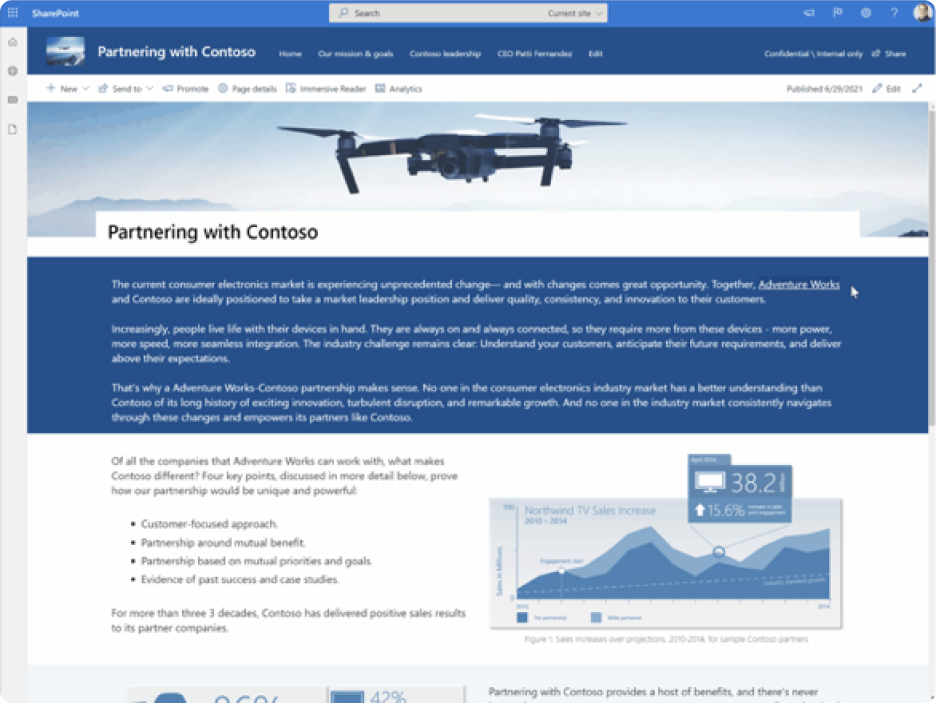 SharePoint
Search
Current site
Partnering with Contoso
Home
Our mission & goals
Contoso leadership
CEO Patti Fernandez
Edit
Confidential \ Internal only
Share
New
Send to
Promote
Page details
Immersive Reader
Analytics
Published 6/29/2021
Edit
Partnering with Contoso
The current consumer electronics market is experiencing unprecedented change— and with changes comes great opportunity. Together, Adventure Works
and Contoso are ideally positioned to take a market leadership position and deliver quality, consistency, and innovation to their customers.
Increasingly, people live life with their devices in hand. They are always on and always connected, so they require more from these devices - more power,
more speed, more seamless integration. The industry challenge remains clear: Understand your customers, anticipate their future requirements, and deliver
above their expectations.
That's why a Adventure Works-Contoso partnership makes sense. No one in the consumer electronics industry market has a better understanding than
Contoso of its long history of exciting innovation, turbulent disruption, and remarkable growth. And no one in the industry market consistently navigates
through these changes and empowers its partners like Contoso.
Of all the companies that Adventure Works can work with, what makes
Contoso different? Four key points, discussed in more detail below, prove
how our partnership would be unique and powerful:
• Customer-focused approach.
• Partnership around mutual benefit.
• Partnership based on mutual priorities and goals.
• Evidence of past success and case studies.
For more than three 3 decades, Contoso has delivered positive sales results
to its partner companies.
April 2014
38.2
15.6%
Increase in sales
post engagement
700
Northwind TV Sales Increase
2010 – 2014
Engagement start
Sales in Millions
Industry standard growth
0
2010
Pre partnership
While partnered
Figure 1: Sales increases over projections, 2010-2014, for sample Contoso partners
42%
Partnering with Contoso provides a host of benefits, and there's never